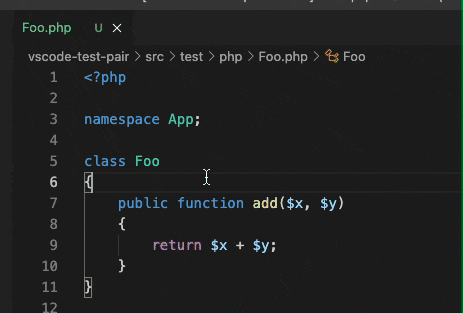 Foo.php U ×
vscode-test-pair > src > test > php > Foo.php > Foo
1 <?php
2
3 namespace App;
4
5 class Foo
6 {
7 public function add($x, $y)
8 {
9 return $x + $y;
10 }
11 }
12